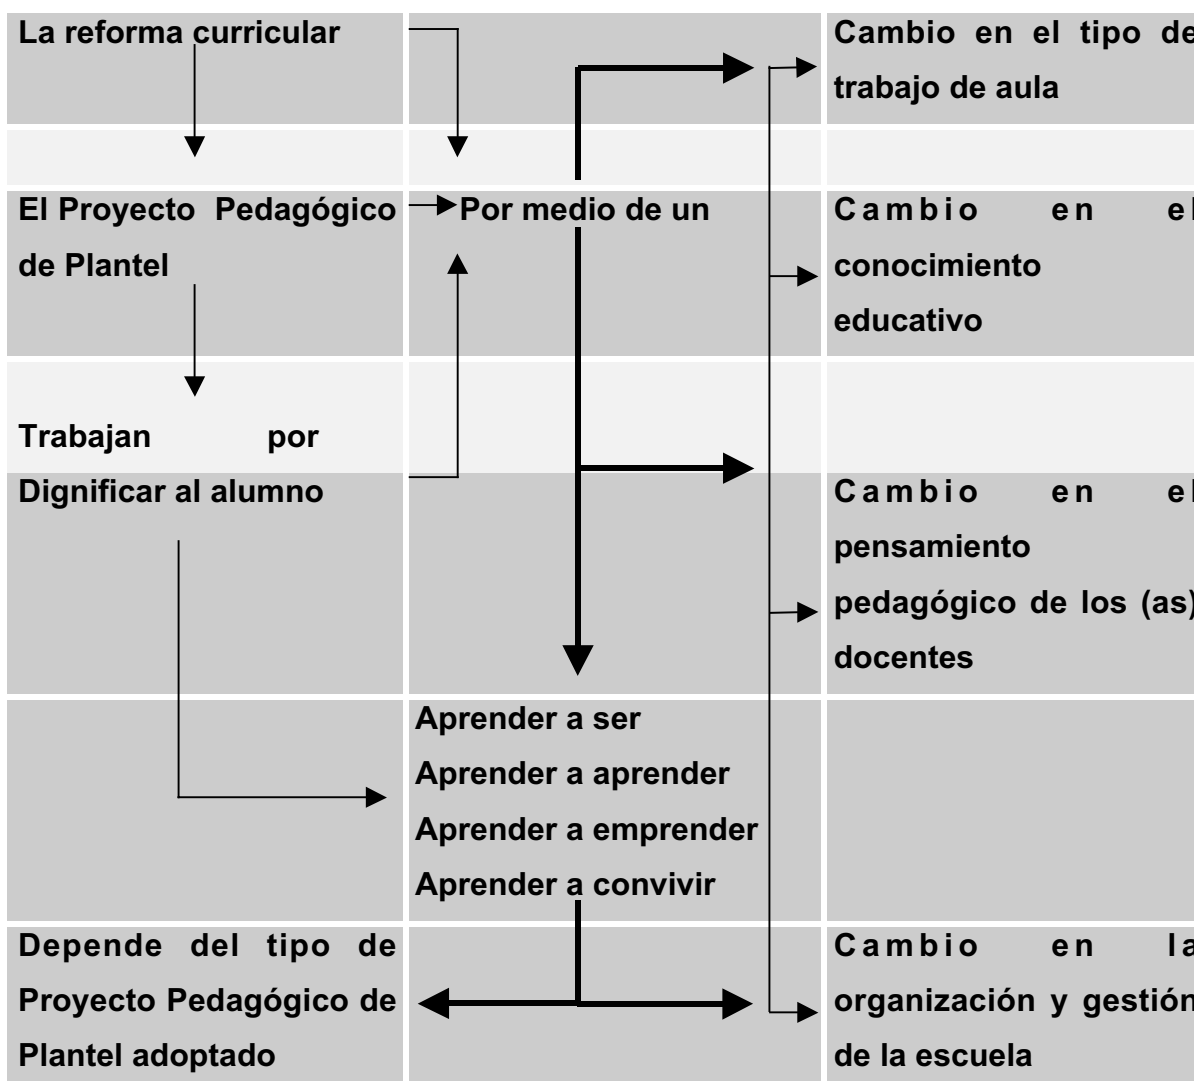 La reforma curricular
Cambio en el tipo de
trabajo de aula
El Proyecto Pedagógico
de Plantel
Por medio de un
Cambio en el
conocimiento
educativo
Trabajan por
Dignificar al alumno
Cambio en el
pensamiento
pedagógico de los (as)
docentes
Aprender a ser
Aprender a aprender
Aprender a emprender
Aprender a convivir
Depende del tipo de
Proyecto Pedagógico de
Plantel adoptado
Cambio en la
organización y gestión
de la escuela